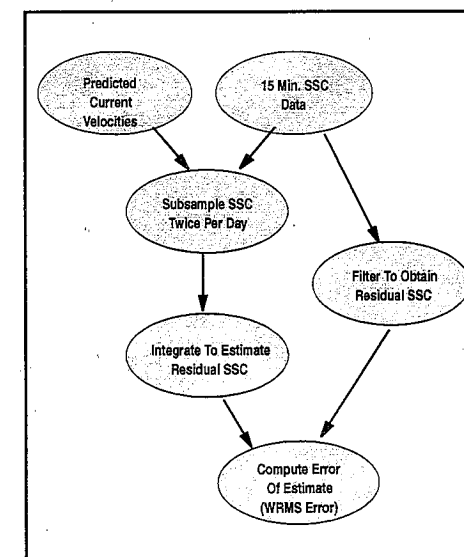 Predicted
Current
Velocities
15 Min. SSC
Data
Subsample SSC
Twice Per Day
Filter To Obtain
Residual SSC
Integrate To Estimate
Residual SSC
Compute Error
Of Estimate
(WRMS Error)